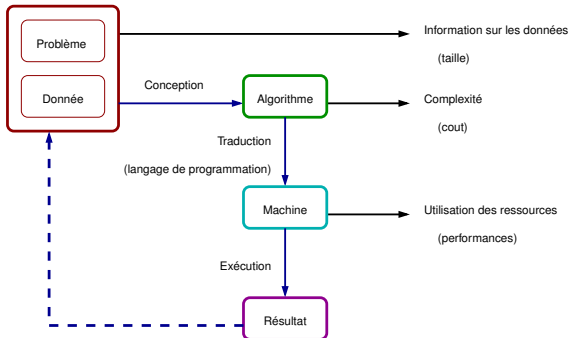 Problème
Information sur les données
(taille)
Donnée
Conception
Algorithme
Complexité
(cout)
Traduction
(langage de programmation)
Machine
Utilisation des ressources
(performances)
Exécution
Résultat